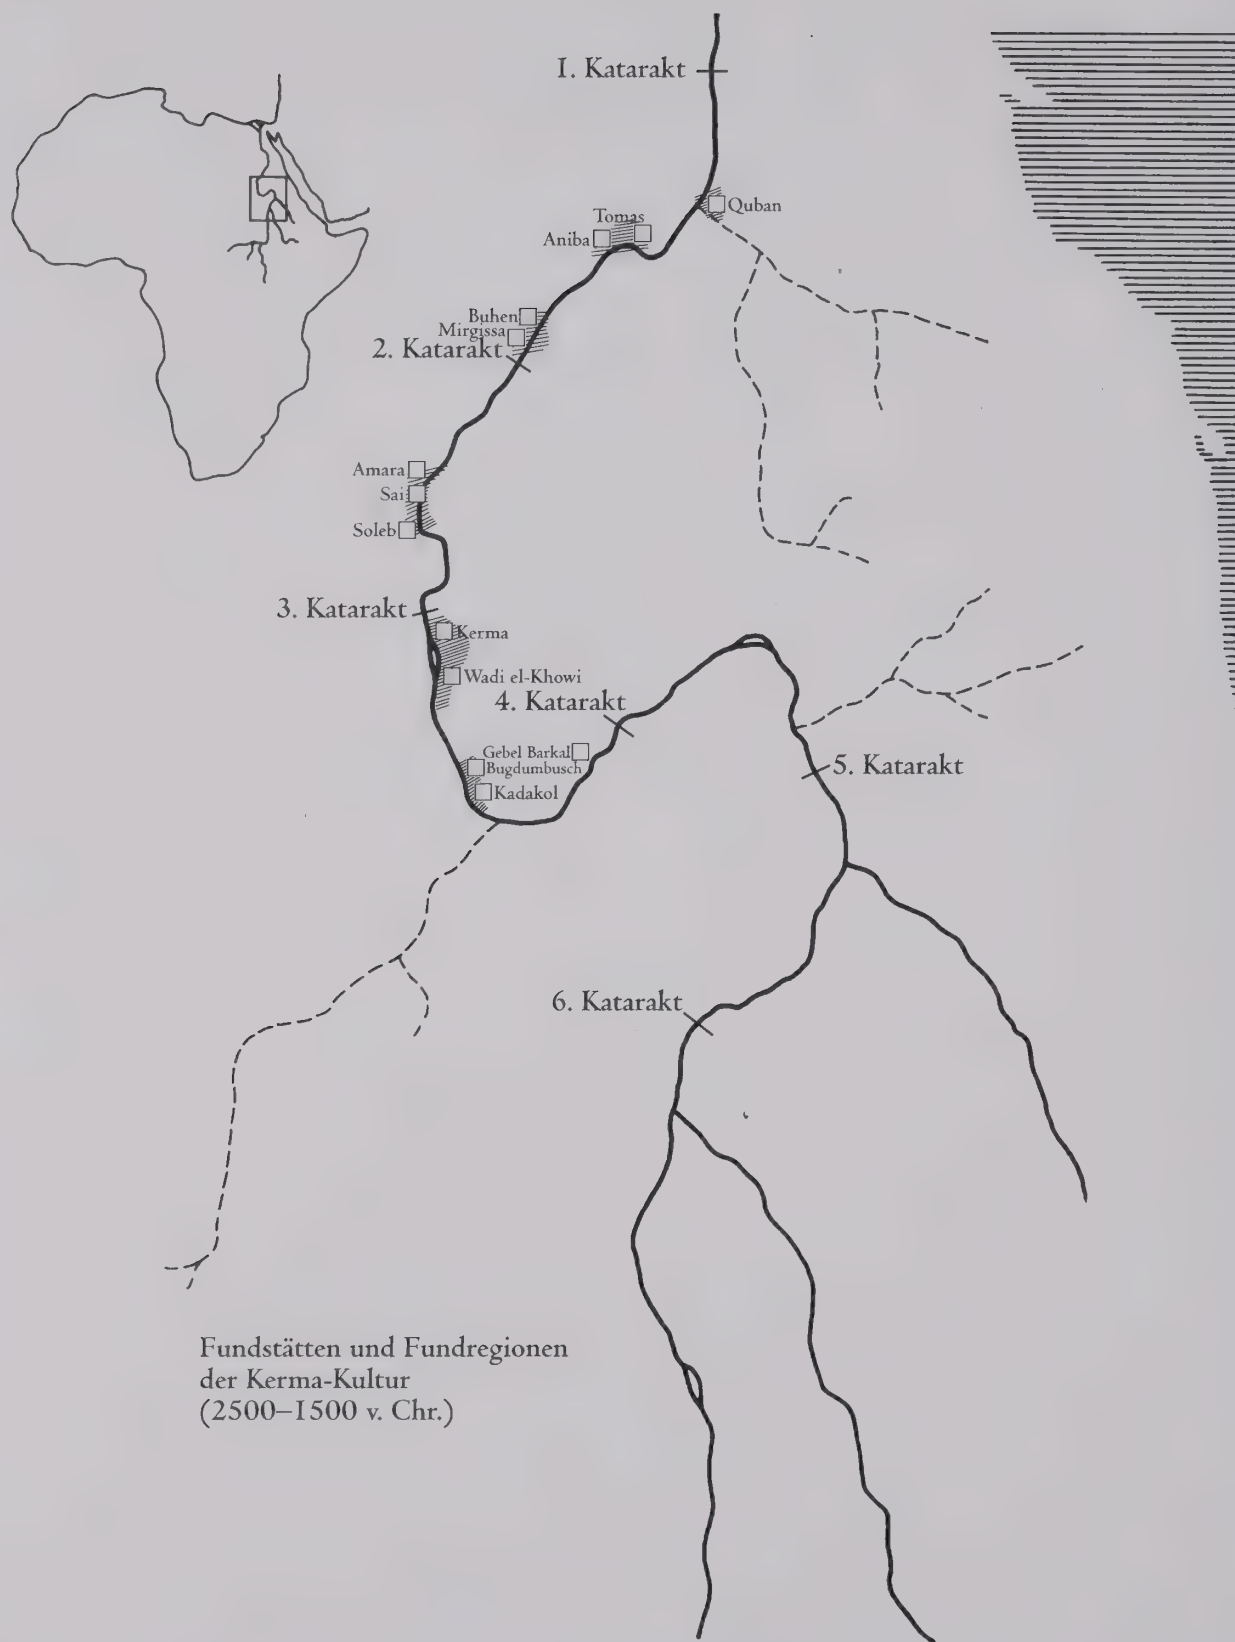 1. Katarakt
Quban
Tomas
Aniba
Buhen
Mirgissa
2. Katarakt
Amara
Sai
Soleb
3. Katarakt
Kerma
Wadi el-Khowi
4. Katarakt
Gebel Barkal
Bugdumbusch
5. Katarakt
Kadakol
6. Katarakt
Fundstätten und Fundregionen
der Kerma-Kultur
(2500–1500 v. Chr.)